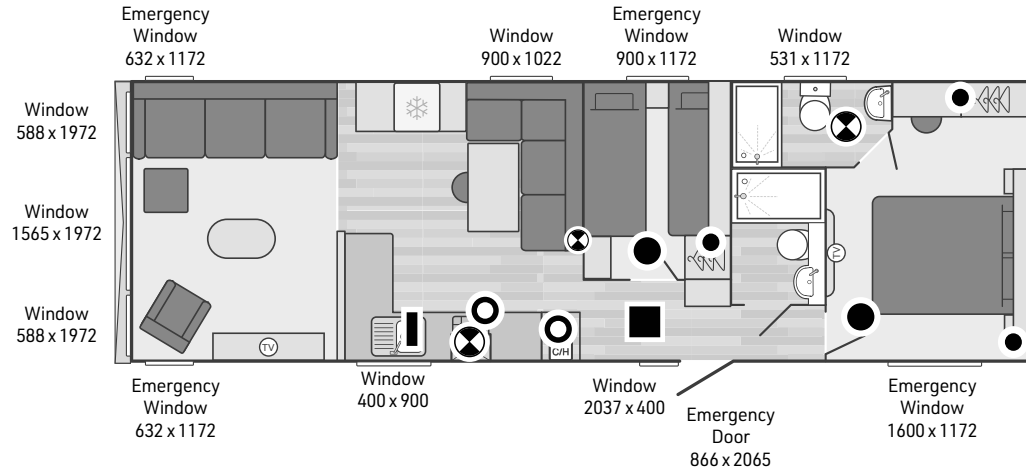 Emergency
Window
632 x 1172
Window
900 x 1022
Emergency
Window
900 x 1172
Window
531 x 1172
Window
588 x 1972
Window
1565 x 1972
Window
588 x 1972
TV
TV
C/H
Emergency
Window
632 x 1172
Window
400 x 900
Window
2037 x 400
Emergency
Door
866 x 2065
Emergency
Window
1600 x 1172